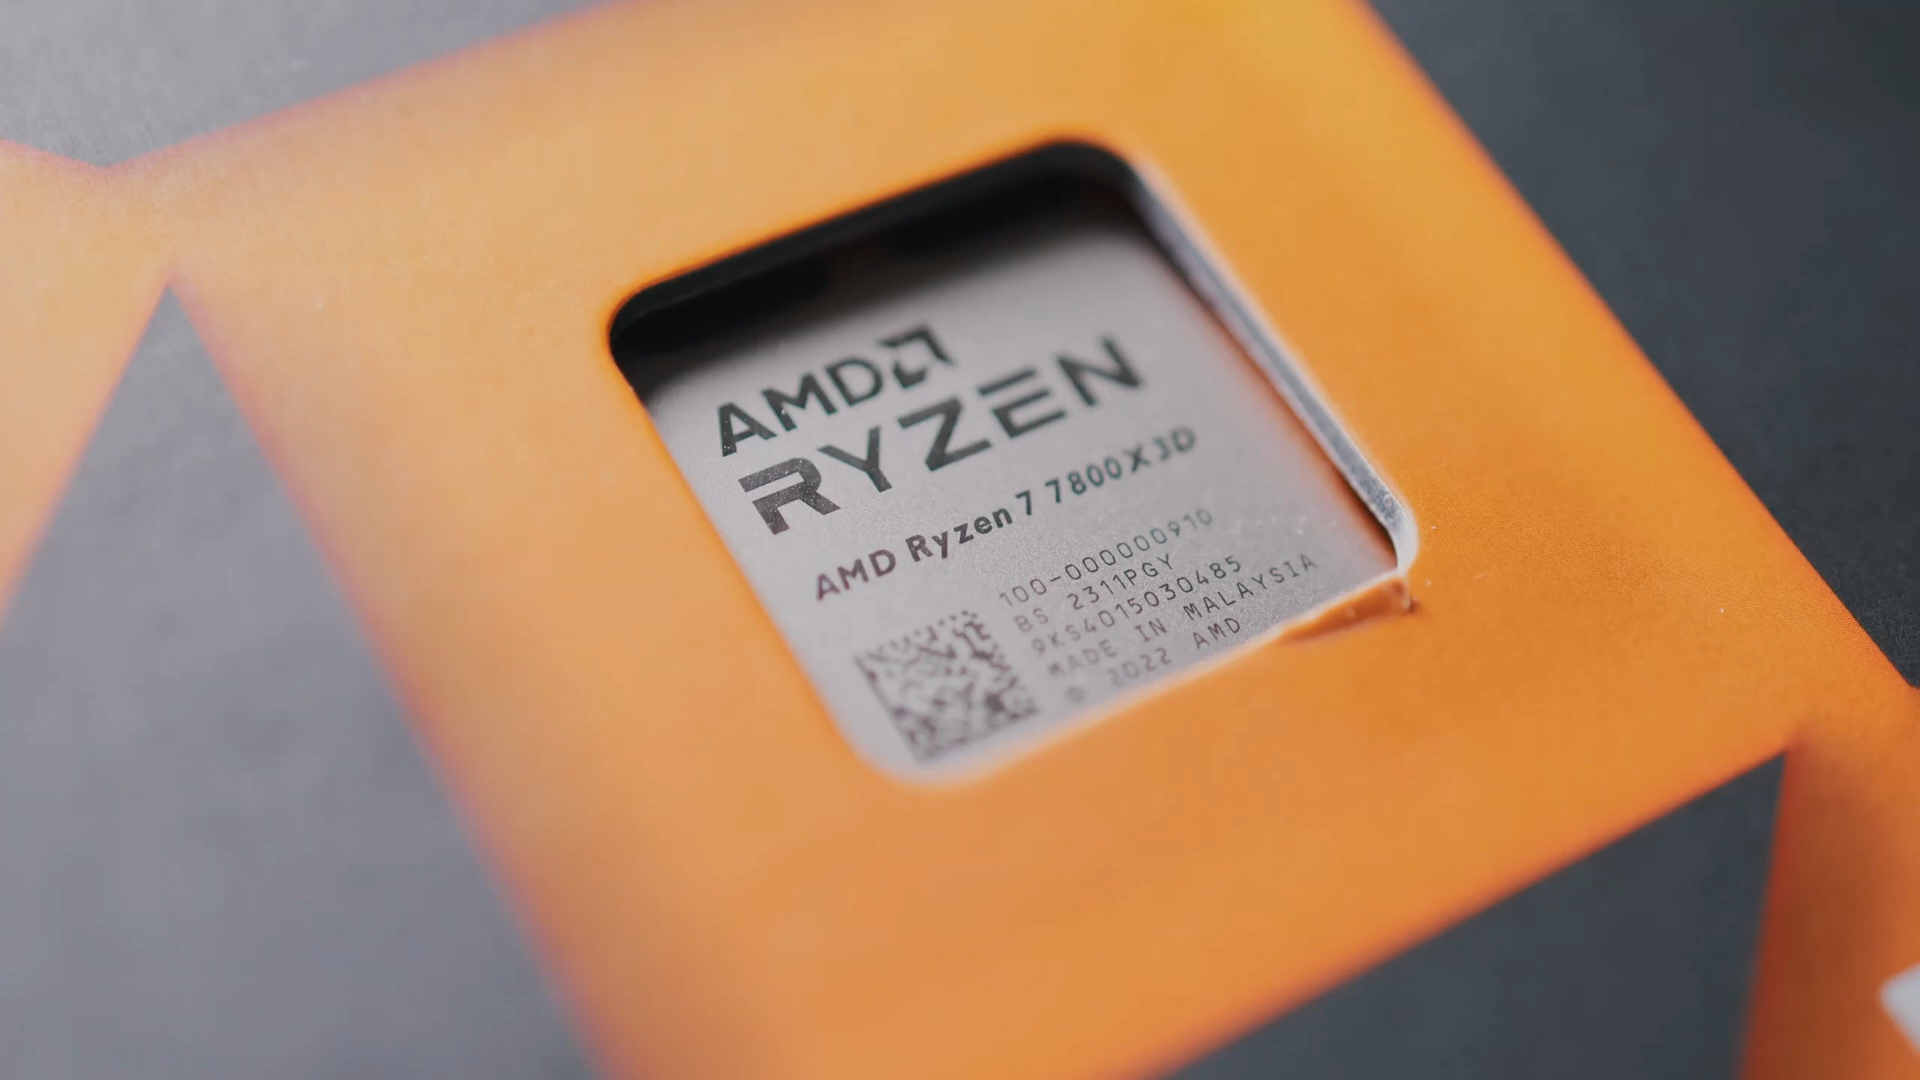 AMD
RYZEN
AMD Ryzen 7 7800X3D
100-000000910
BS 2311PGY
9KS4015030485
MADE IN MALAYSIA
© 2022 AMD